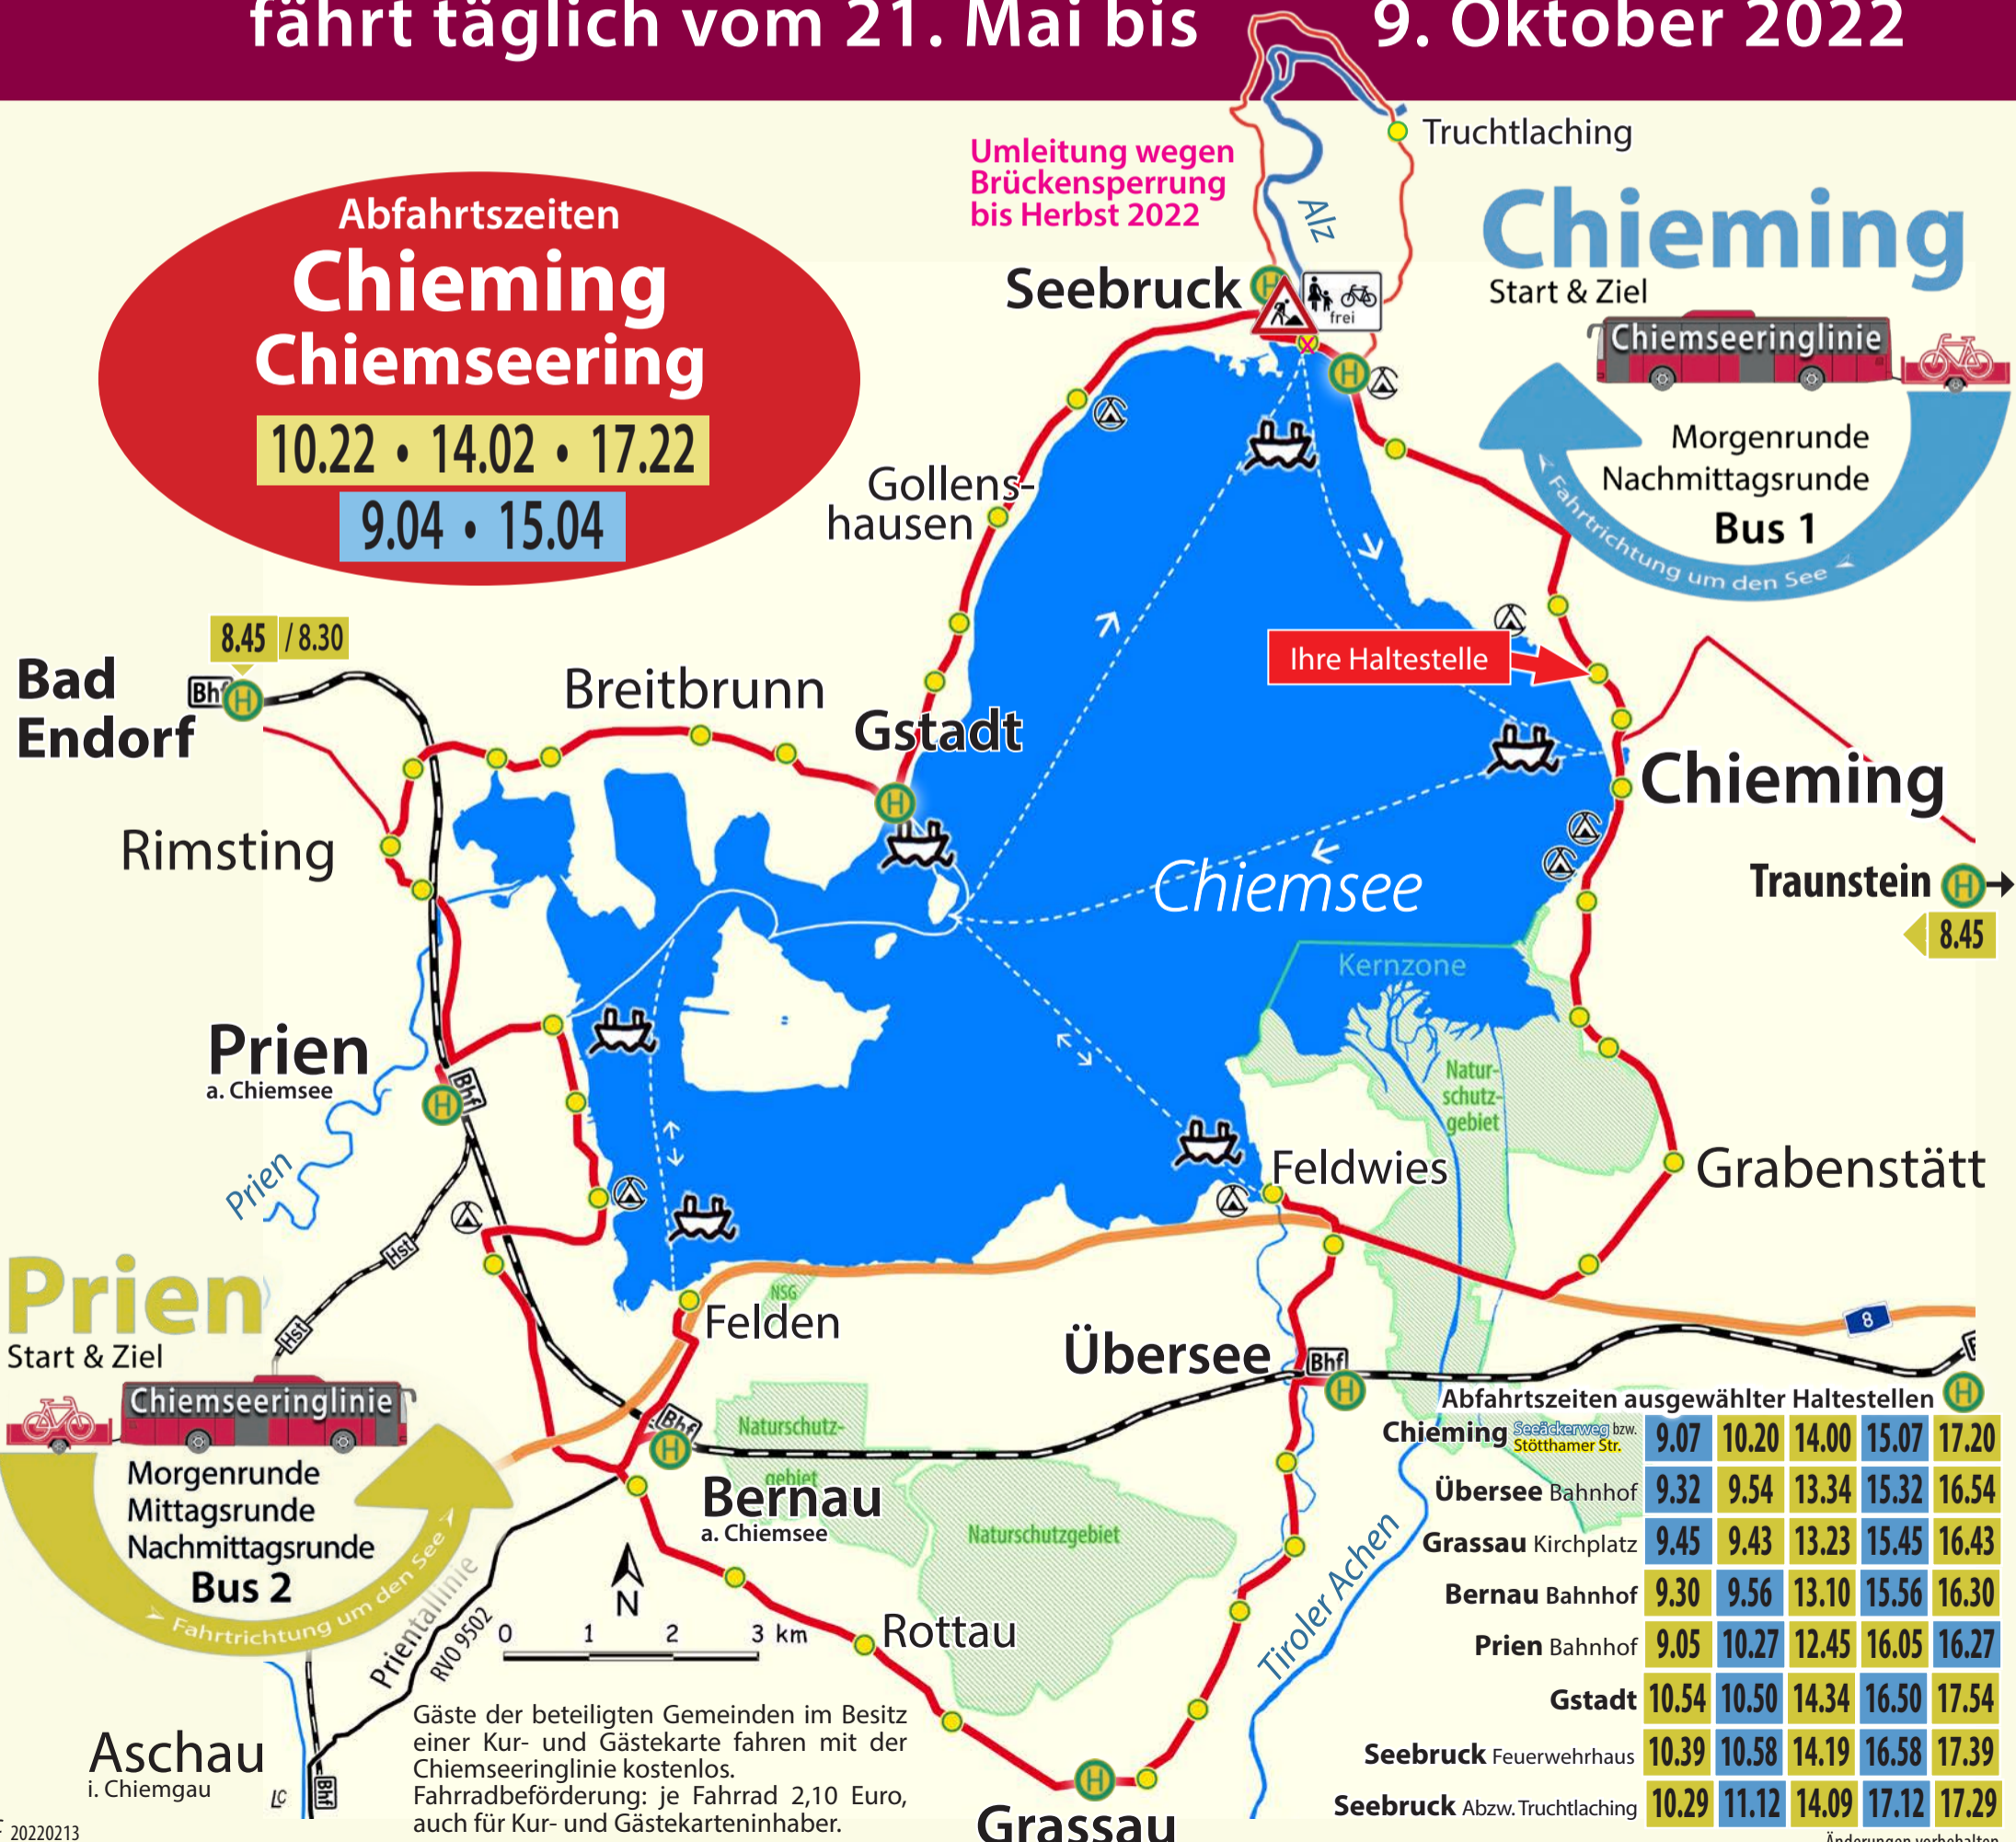 fährt täglich vom 21. Mai bis 9. Oktober 2022
Umleitung wegen
Brückensperrung
bis Herbst 2022
Truchtlaching
Alz
Abfahrtszeiten
Chieming
Chiemseering
10.22 • 14.02 • 17.22
9.04 • 15.04
Chieming
Start & Ziel
Chiemseeringlinie
Morgenrunde
Nachmittagsrunde
Bus 1
Fahrtrichtung um den See
Seebruck
H
frei
H
Gollens-
hausen
8.45 / 8.30
Bad
Endorf
Bhf
H
Breitbrunn
Gstadt
H
Ihre Haltestelle
Chieming
Rimsting
Chiemsee
Traunstein H
8.45
Kernzone
Prien
a. Chiemsee
Bhf
H
Natur-
schutz-
gebiet
Prien
Feldwies
Grabenstätt
Hst
Hst
Prien
Start & Ziel
Chiemseeringlinie
Morgenrunde
Mittagsrunde
Nachmittagsrunde
Bus 2
Fahrtrichtung um den See
NSG
Felden
8
Übersee
Bhf
H
Bhf
H
Naturschutz-
gebiet
Bernau
a. Chiemsee
Naturschutzgebiet
Tiroler Achen
Prientallinie
RVO 9502
N
0 1 2 3 km
Rottau
Aschau
i. Chiemgau
LC
Bhf
Gäste der beteiligten Gemeinden im Besitz
einer Kur- und Gästekarte fahren mit der
Chiemseeringlinie kostenlos.
Fahrradbeförderung: je Fahrrad 2,10 Euro,
auch für Kur- und Gästekarteninhaber.
H
Grassau
Abfahrtszeiten ausgewählter Haltestellen H
Chieming Seeäckerweg bzw. Stötthamer Str. 9.07 10.20 14.00 15.07 17.20
Übersee Bahnhof 9.32 9.54 13.34 15.32 16.54
Grassau Kirchplatz 9.45 9.43 13.23 15.45 16.43
Bernau Bahnhof 9.30 9.56 13.10 15.56 16.30
Prien Bahnhof 9.05 10.27 12.45 16.05 16.27
Gstadt 10.54 10.50 14.34 16.50 17.54
Seebruck Feuerwehrhaus 10.39 10.58 14.19 16.58 17.39
Seebruck Abzw. Truchtlaching 10.29 11.12 14.09 17.12 17.29
20220213
Änderungen vorbehalten